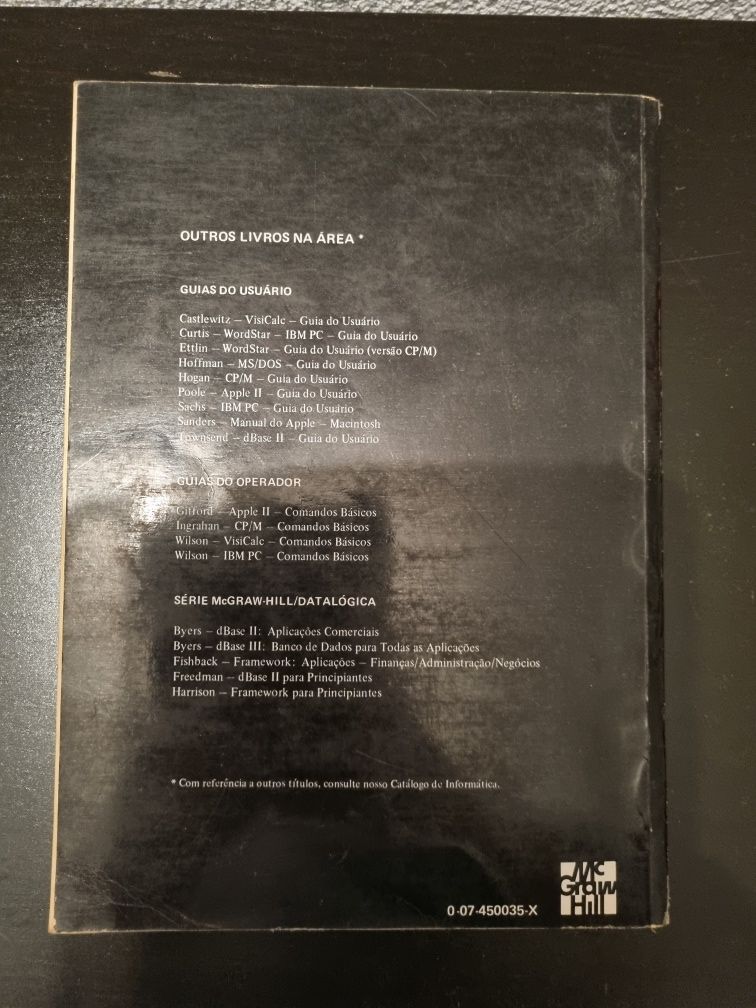 OUTROS LIVROS NA ÁREA *
GUIAS DO USUÁRIO
Castlewitz – VisiCalc – Guia do Usuário
Curtis – WordStar – IBM PC – Guia do Usuário
Ettlin – WordStar – Guia do Usuário (versão CP/M)
Hoffman – MS/DOS – Guia do Usuário
Hogan – CP/M – Guia do Usuário
Poole – Apple II – Guia do Usuário
Sachs – IBM PC – Guia do Usuário
Sanders – Manual do Apple – Macintosh
Townsend – dBase II – Guia do Usuário
GUIAS DO OPERADOR
Gifford – Apple II – Comandos Básicos
Ingrahan – CP/M – Comandos Básicos
Wilson – VisiCalc – Comandos Básicos
Wilson – IBM PC – Comandos Básicos
SÉRIE McGRAW-HILL/DATALÓGICA
Byers – dBase II: Aplicações Comerciais
Byers – dBase III: Banco de Dados para Todas as Aplicações
Fishback – Framework: Aplicações – Finanças/Administração/Negócios
Freedman – dBase II para Principiantes
Harrison – Framework para Principiantes
* Com referência a outros títulos, consulte nosso Catálogo de Informática.
Mc
Graw
Hill
0-07-450035-X